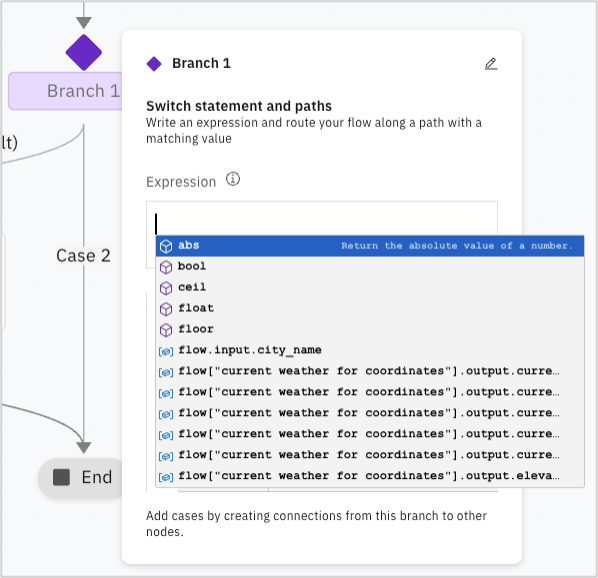 Branch 1
Branch 1
Switch statement and paths
Write an expression and route your flow along a path with a
matching value
lt)
Expression
Case 2
abs Return the absolute value of a number.
bool
ceil
float
floor
flow.input.city_name
flow["current weather for coordinates"].output.curre…
flow["current weather for coordinates"].output.curre…
flow["current weather for coordinates"].output.curre…
flow["current weather for coordinates"].output.curre…
flow["current weather for coordinates"].output.curre…
flow["current weather for coordinates"].output.eleva…
End
Add cases by creating connections from this branch to other
nodes.